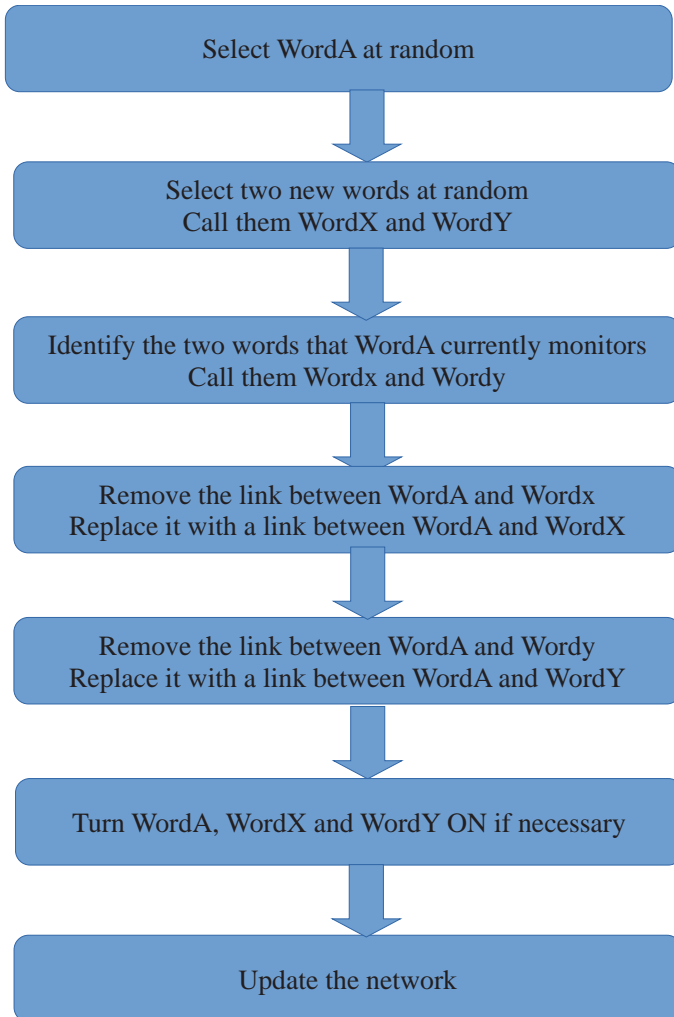 Select WordA at random
Select two new words at random
Call them WordX and WordY
Identify the two words that WordA currently monitors
Call them Wordx and Wordy
Remove the link between WordA and Wordx
Replace it with a link between WordA and WordX
Remove the link between WordA and Wordy
Replace it with a link between WordA and WordY
Turn WordA, WordX and WordY ON if necessary
Update the network